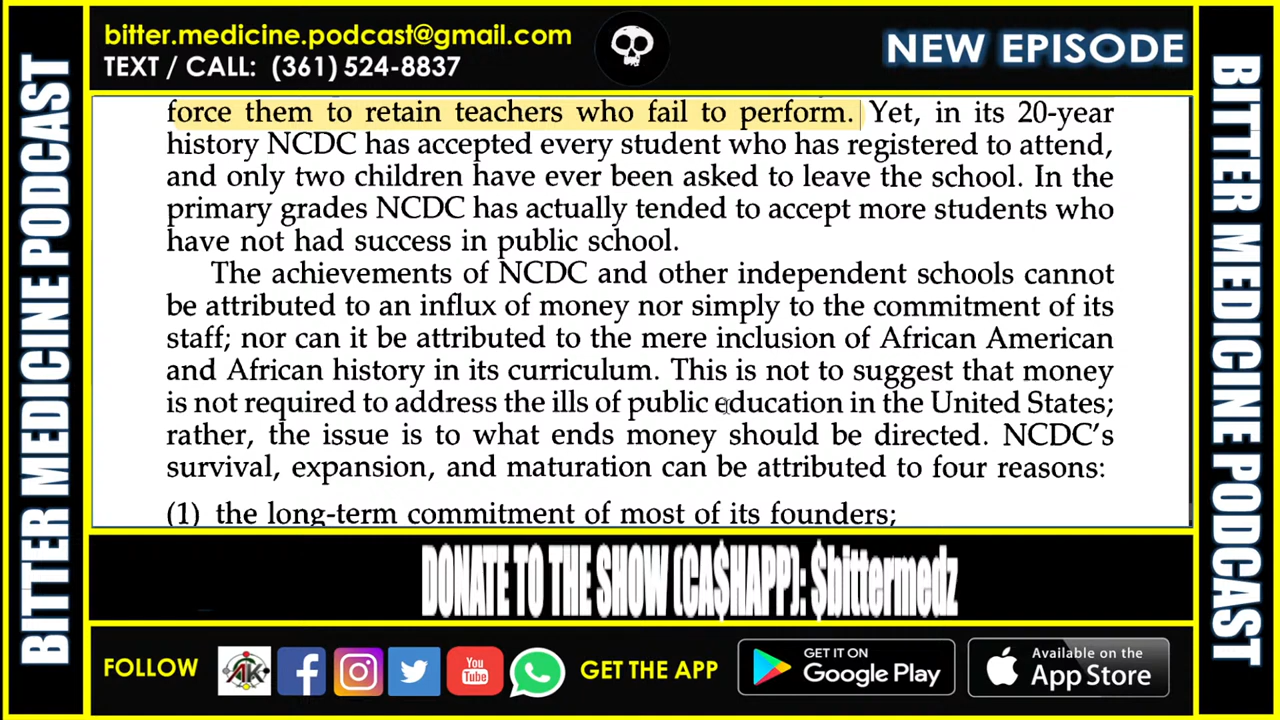 bitter.medicine.podcast@gmail.com
TEXT / CALL: (361) 524-8837
NEW EPISODE
BITTER MEDICINE PODCAST
force them to retain teachers who fail to perform. Yet, in its 20-year
history NCDC has accepted every student who has registered to attend,
and only two children have ever been asked to leave the school. In the
primary grades NCDC has actually tended to accept more students who
have not had success in public school.
The achievements of NCDC and other independent schools cannot
be attributed to an influx of money nor simply to the commitment of its
staff; nor can it be attributed to the mere inclusion of African American
and African history in its curriculum. This is not to suggest that money
is not required to address the ills of public education in the United States;
rather, the issue is to what ends money should be directed. NCDC's
survival, expansion, and maturation can be attributed to four reasons:
(1) the long-term commitment of most of its founders;
BITTER MEDICINE PODCAST
DONATE TO THE SHOW (CA$HAPP): $bittermedz
FOLLOW
ATK
You
Tube
GET THE APP
GET IT ON
Google Play
Available on the
App Store